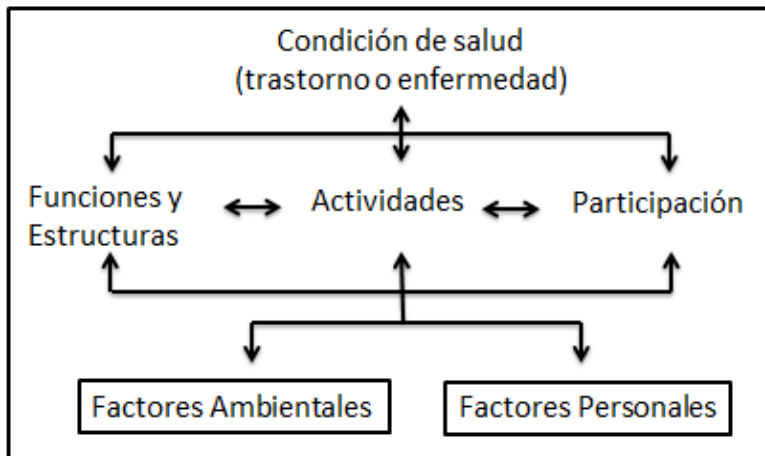 Condición de salud
(trastorno o enfermedad)
Funciones y
Estructuras
Actividades
Participación
Factores Ambientales
Factores Personales